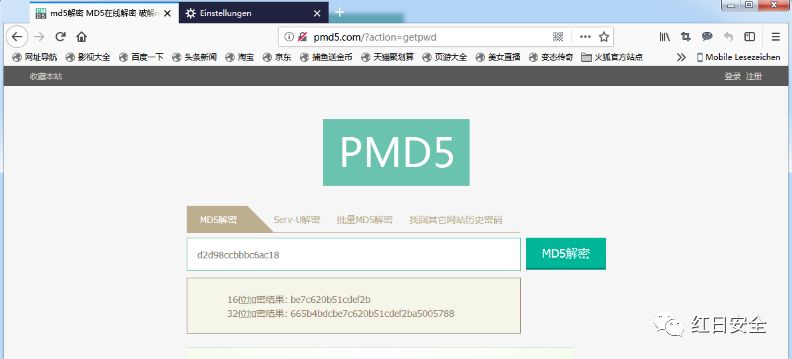 md5解密 MD5在线解密 破解m
Einstellungen
pmd5.com/?action=getpwd
网址导航 影视大全 百度一下 头条新闻 淘宝 京东 捕鱼送金币 天猫聚划算 页游大全 美女直播 变态传奇 火狐官方站点 Mobile Lesezeichen
收藏本站 登录 注册
PMD5
MD5解密 Serv-U解密 批量MD5解密 找回其它网站历史密码
d2d98ccbbbc6ac18 MD5解密
16位加密结果: be7c620b51cdef2b
32位加密结果: 665b4bdcbe7c620b51cdef2ba5005788
红日安全